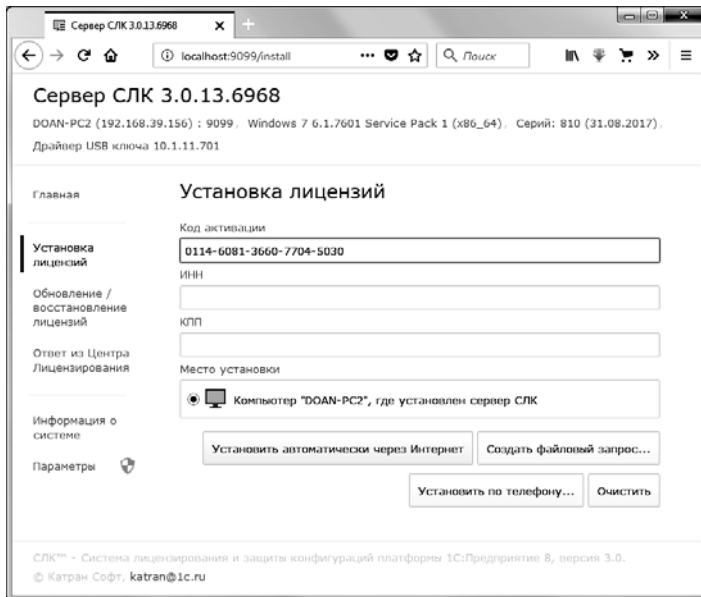 Сервер СЛК 3.0.13.6968
localhost:9099/install
Поиск
Сервер СЛК 3.0.13.6968
DOAN-PC2 (192.168.39.156) : 9099, Windows 7 6.1.7601 Service Pack 1 (x86_64), Серий: 810 (31.08.2017),
Драйвер USB ключа 10.1.11.701
Главная
Установка
лицензий
Обновление /
восстановление
лицензий
Ответ из Центра
Лицензирования
Информация о
системе
Параметры
Установка лицензий
Код активации
0114-6081-3660-7704-5030
ИНН
КПП
Место установки
Компьютер "DOAN-PC2", где установлен сервер СЛК
Установить автоматически через Интернет
Создать файловый запрос...
Установить по телефону...
Очистить
СЛК™ - Система лицензирования и защиты конфигураций платформы 1С:Предприятие 8, версия 3.0.
© Катран Софт, katran@1c.ru